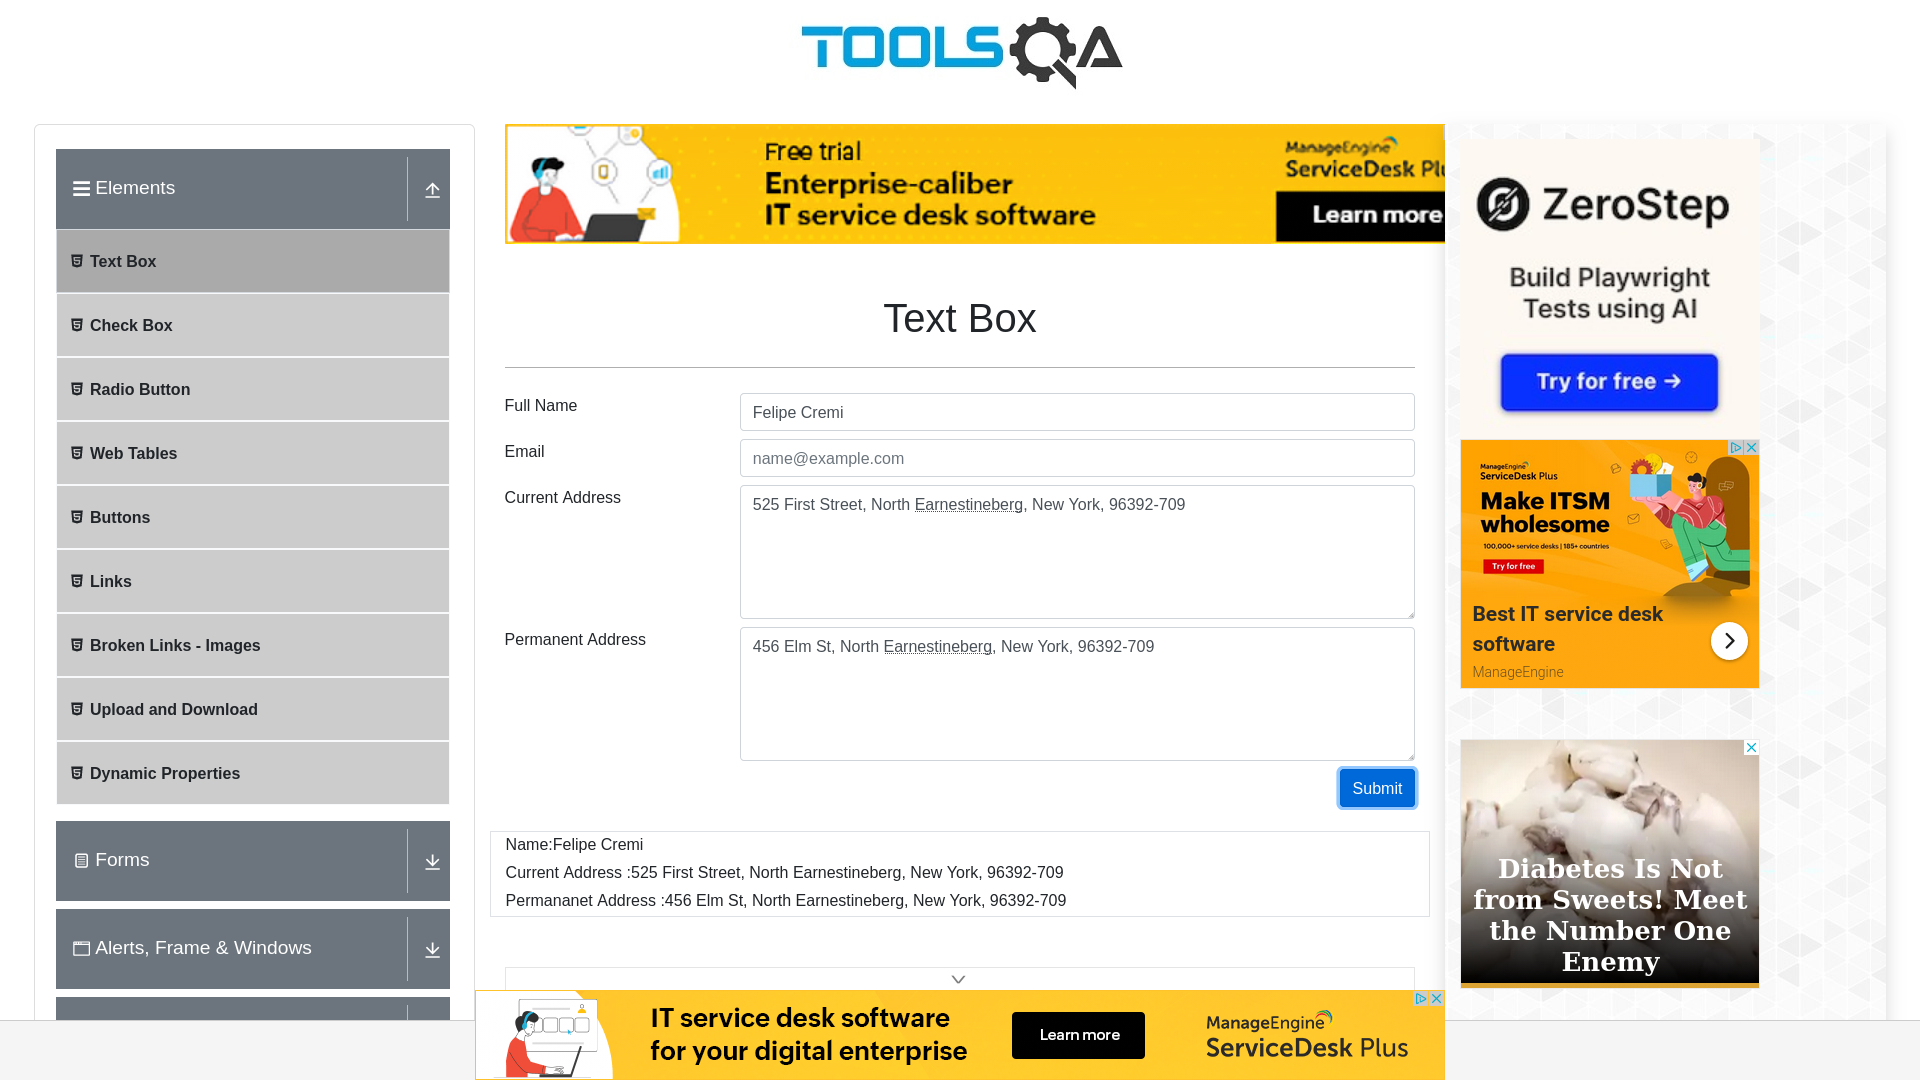 TOOLSQA
Elements
Text Box
Check Box
Radio Button
Web Tables
Buttons
Links
Broken Links - Images
Upload and Download
Dynamic Properties
Forms
Alerts, Frame & Windows
Free trial
Enterprise-caliber
IT service desk software
ManageEngine
ServiceDesk Plu
Learn more
Text Box
Full Name
Felipe Cremi
Email
name@example.com
Current Address
525 First Street, North Earnestineberg, New York, 96392-709
Permanent Address
456 Elm St, North Earnestineberg, New York, 96392-709
Submit
Name:Felipe Cremi
Current Address :525 First Street, North Earnestineberg, New York, 96392-709
Permananet Address :456 Elm St, North Earnestineberg, New York, 96392-709
ZeroStep
Build Playwright
Tests using AI
Try for free →
ManageEngine
ServiceDesk Plus
Make ITSM
wholesome
100,000+ service desks | 185+ countries
Try for free
Best IT service desk
software
ManageEngine
Diabetes Is Not
from Sweets! Meet
the Number One
Enemy
IT service desk software
for your digital enterprise
Learn more
ManageEngine
ServiceDesk Plus